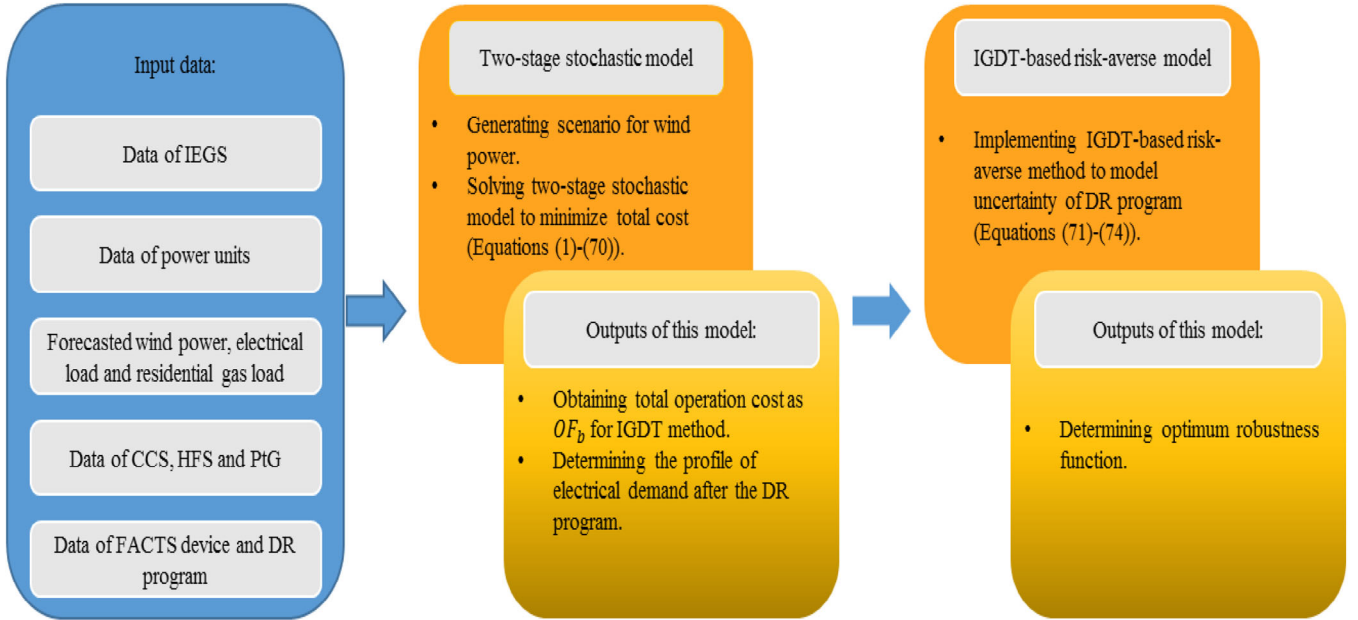 Input data:
Data of IEGS
Data of power units
Forecasted wind power, electrical
load and residential gas load
Data of CCS, HFS and PtG
Data of FACTS device and DR
program
Two-stage stochastic model
• Generating scenario for wind
power.
• Solving two-stage stochastic
model to minimize total cost
(Equations (1)-(70)).
Outputs of this model:
• Obtaining total operation cost as
OF_b for IGDT method.
• Determining the profile of
electrical demand after the DR
program.
IGDT-based risk-averse model
• Implementing IGDT-based risk-
averse method to model
uncertainty of DR program
(Equations (71)-(74)).
Outputs of this model:
• Determining optimum robustness
function.